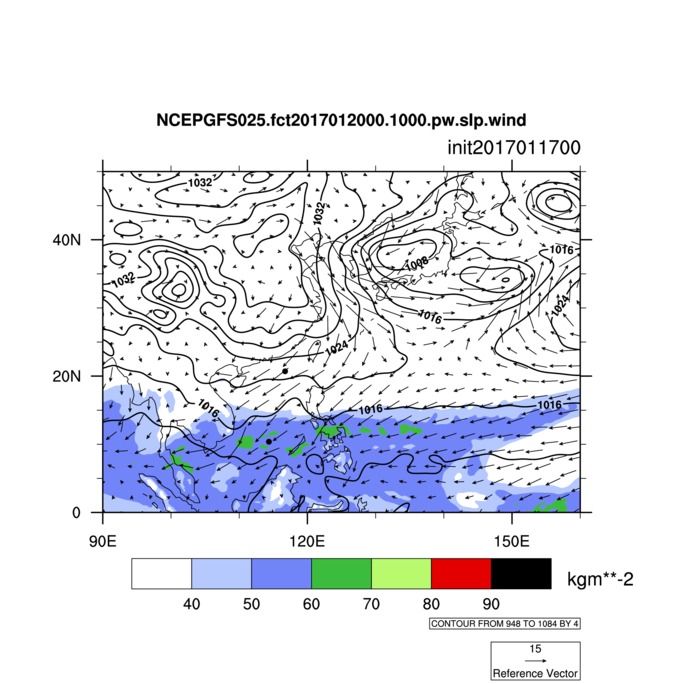 NCEPGFS025.fct2017012000.1000.pw.slp.wind
init2017011700
1032
1032
40N
1008
1016
1032
1024
1016
1024
20N
1016
1016
1016
0
90E 120E 150E
kgm**-2
40 50 60 70 80 90
CONTOUR FROM 948 TO 1084 BY 4
15
Reference Vector